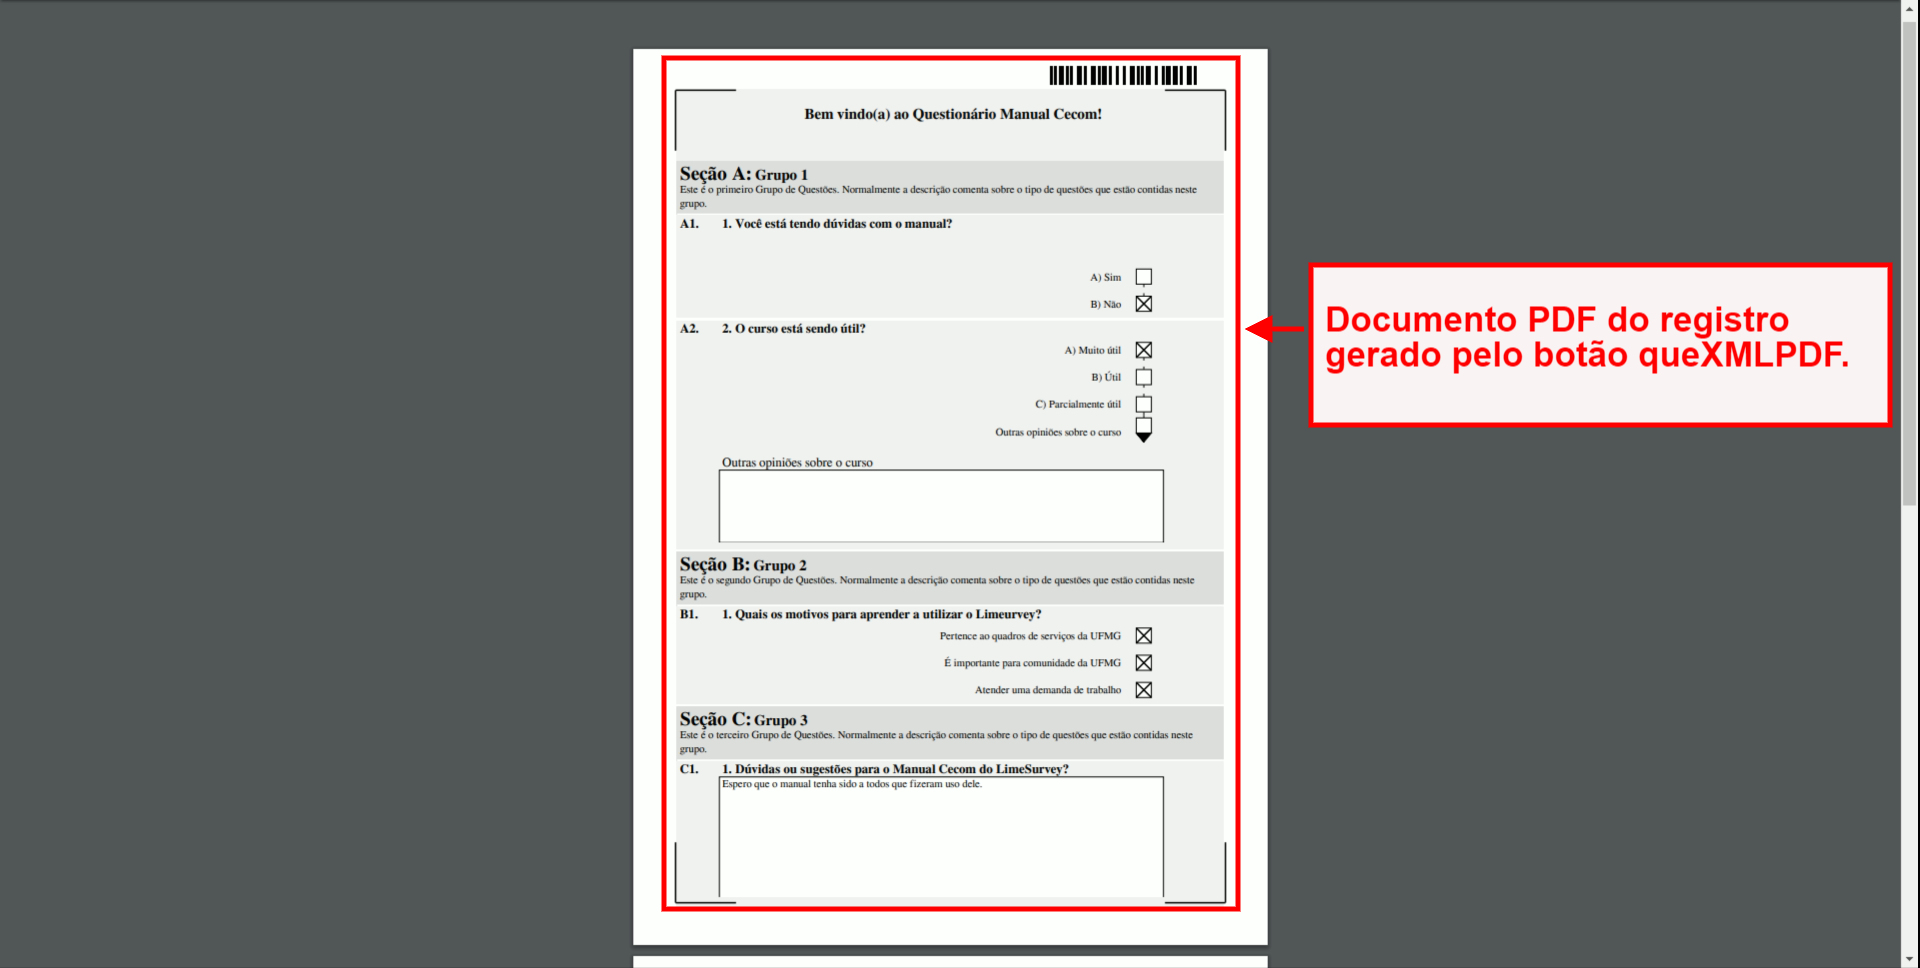 Bem vindo(a) ao Questionário Manual Cecom!
Seção A: Grupo 1
Este é o primeiro Grupo de Questões. Normalmente a descrição comenta sobre o tipo de questões que estão contidas neste
grupo.
A1. 1. Você está tendo dúvidas com o manual?
A) Sim
B) Não
A2. 2. O curso está sendo útil?
A) Muito útil
B) Útil
C) Parcialmente útil
Outras opiniões sobre o curso
Outras opiniões sobre o curso
Seção B: Grupo 2
Este é o segundo Grupo de Questões. Normalmente a descrição comenta sobre o tipo de questões que estão contidas neste
grupo.
B1. 1. Quais os motivos para aprender a utilizar o Limeurvey?
Pertence ao quadros de serviços da UFMG
É importante para comunidade da UFMG
Atender uma demanda de trabalho
Seção C: Grupo 3
Este é o terceiro Grupo de Questões. Normalmente a descrição comenta sobre o tipo de questões que estão contidas neste
grupo.
C1. 1. Dúvidas ou sugestões para o Manual Cecom do LimeSurvey?
Espero que o manual tenha sido a todos que fizeram uso dele.
Documento PDF do registro
gerado pelo botão queXMLPDF.